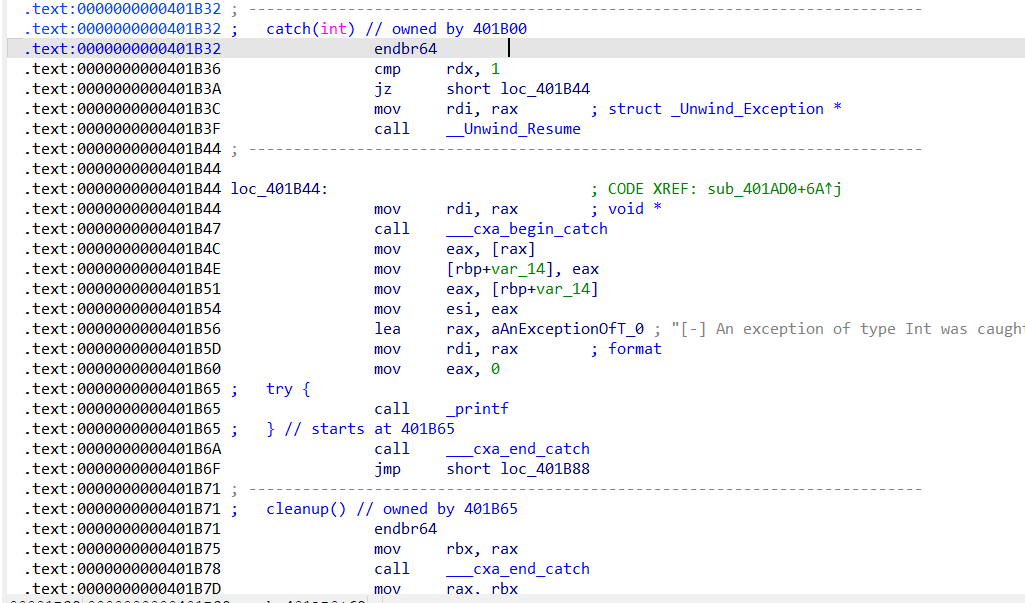 .text:0000000000401B32 ; ---------------------------------------------------------------------------
.text:0000000000401B32 ;   catch(int) // owned by 401B00
.text:0000000000401B32                 endbr64
.text:0000000000401B36                 cmp     rdx, 1
.text:0000000000401B3A                 jz      short loc_401B44
.text:0000000000401B3C                 mov     rdi, rax        ; struct _Unwind_Exception *
.text:0000000000401B3F                 call    __Unwind_Resume
.text:0000000000401B44 ; ---------------------------------------------------------------------------
.text:0000000000401B44
.text:0000000000401B44 loc_401B44:                             ; CODE XREF: sub_401AD0+6A↑j
.text:0000000000401B44                 mov     rdi, rax        ; void *
.text:0000000000401B47                 call    ___cxa_begin_catch
.text:0000000000401B4C                 mov     eax, [rax]
.text:0000000000401B4E                 mov     [rbp+var_14], eax
.text:0000000000401B51                 mov     eax, [rbp+var_14]
.text:0000000000401B54                 mov     esi, eax
.text:0000000000401B56                 lea     rax, aAnExceptionOfT_0 ; "[-] An exception of type Int was caught
.text:0000000000401B5D                 mov     rdi, rax        ; format
.text:0000000000401B60                 mov     eax, 0
.text:0000000000401B65 ;   try {
.text:0000000000401B65                 call    _printf
.text:0000000000401B65 ;   } // starts at 401B65
.text:0000000000401B6A                 call    ___cxa_end_catch
.text:0000000000401B6F                 jmp     short loc_401B88
.text:0000000000401B71 ; ---------------------------------------------------------------------------
.text:0000000000401B71 ;   cleanup() // owned by 401B65
.text:0000000000401B71                 endbr64
.text:0000000000401B75                 mov     rbx, rax
.text:0000000000401B78                 call    ___cxa_end_catch
.text:0000000000401B7D                 mov     rax, rbx